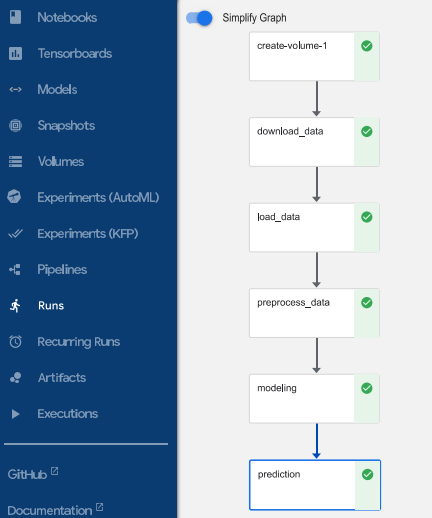 Notebooks
Tensorboards
Models
Snapshots
Volumes
Experiments (AutoML)
Experiments (KFP)
Pipelines
Runs
Recurring Runs
Artifacts
Executions
GitHub
Documentation
Simplify Graph
create-volume-1
download_data
load_data
preprocess_data
modeling
prediction